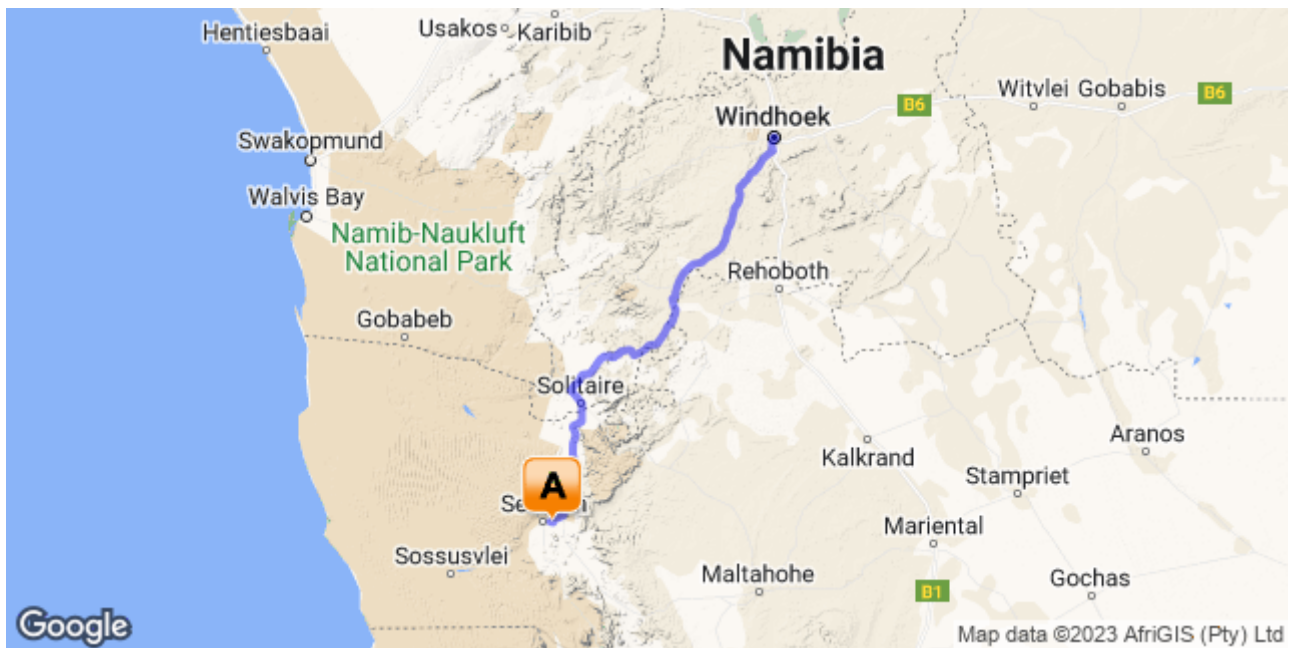 Hentiesbaai
Usakos
Karibib
Namibia
Witvlei
Gobabis
B6
B6
Windhoek
Swakopmund
Walvis Bay
Namib-Naukluft
National Park
Rehoboth
Gobabeb
Solitaire
Aranos
Kalkrand
Stampriet
A
Mariental
Sossusvlei
Maltahohe
Gochas
B1
Google
Map data ©2023 AfriGIS (Pty) Ltd